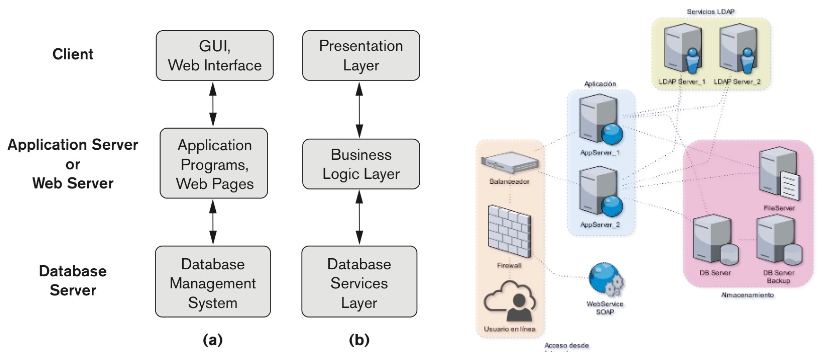 Client
GUI,
Web Interface
Presentation
Layer
Application Server
or
Web Server
Application
Programs,
Web Pages
Business
Logic Layer
Database
Server
Database
Management
System
Database
Services
Layer
(a)
(b)
Servicios LDAP
LDAP Server_1
LDAP Server_2
Aplicación
AppServer_1
AppServer_2
Balanceador
Firewall
Usuario en línea
WebService
SOAP
FileServer
DB Server
DB Server
Backup
Almacenamiento
Acceso desde